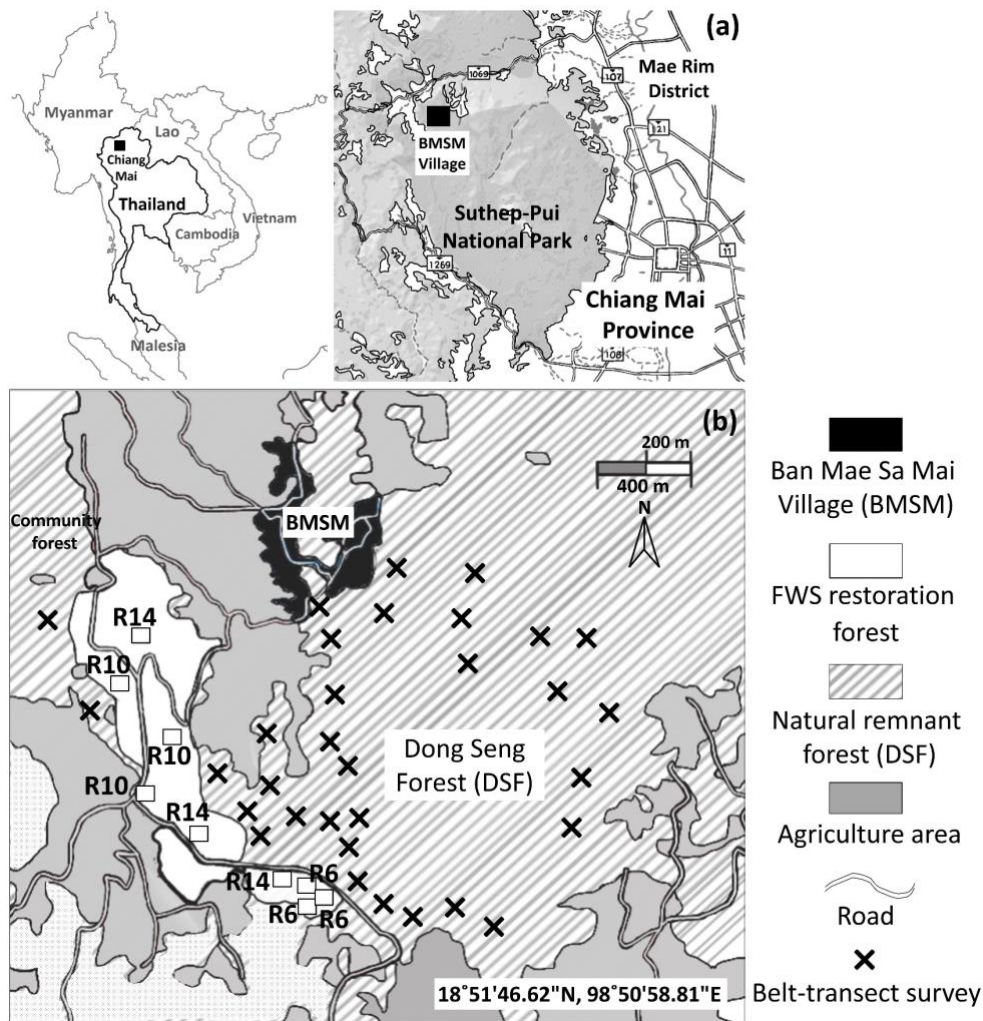 Myanmar
Lao
Chiang
Mai
Thailand
Vietnam
Cambodia
Malesia
(a)
1069
107
Mae Rim
District
121
BMSM
Village
Suthep-Pui
National Park
11
1269
Chiang Mai
Province
108
(b)
200 m
400 m
N
Community
forest
BMSM
R14
R10
R10
R10
R14
Dong Seng
Forest (DSF)
R14
R6
R6
R6
18°51'46.62"N, 98°50'58.81"E
Ban Mae Sa Mai
Village (BMSM)
FWS restoration
forest
Natural remnant
forest (DSF)
Agriculture area
Road
Belt-transect survey